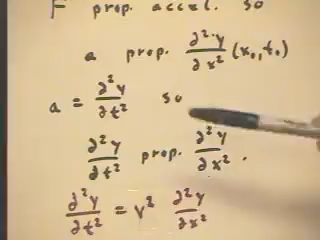 F prop. accel. so
a prop. ∂²y/∂x² (x₀, t₀)
a = ∂²y/∂t² so
∂²y/∂t² prop. ∂²y/∂x².
∂²y/∂t² = v² ∂²y/∂x²